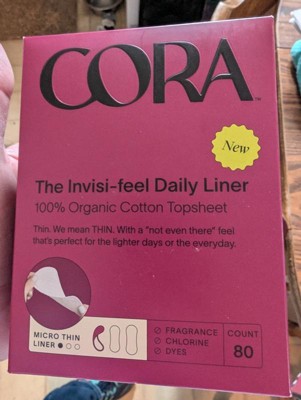 CORA™
New
The Invisi-feel Daily Liner
100% Organic Cotton Topsheet
Thin. We mean THIN. With a "not even there" feel
that's perfect for the lighter days or the everyday.
MICRO THIN
LINER
FRAGRANCE
CHLORINE
DYES
COUNT
80